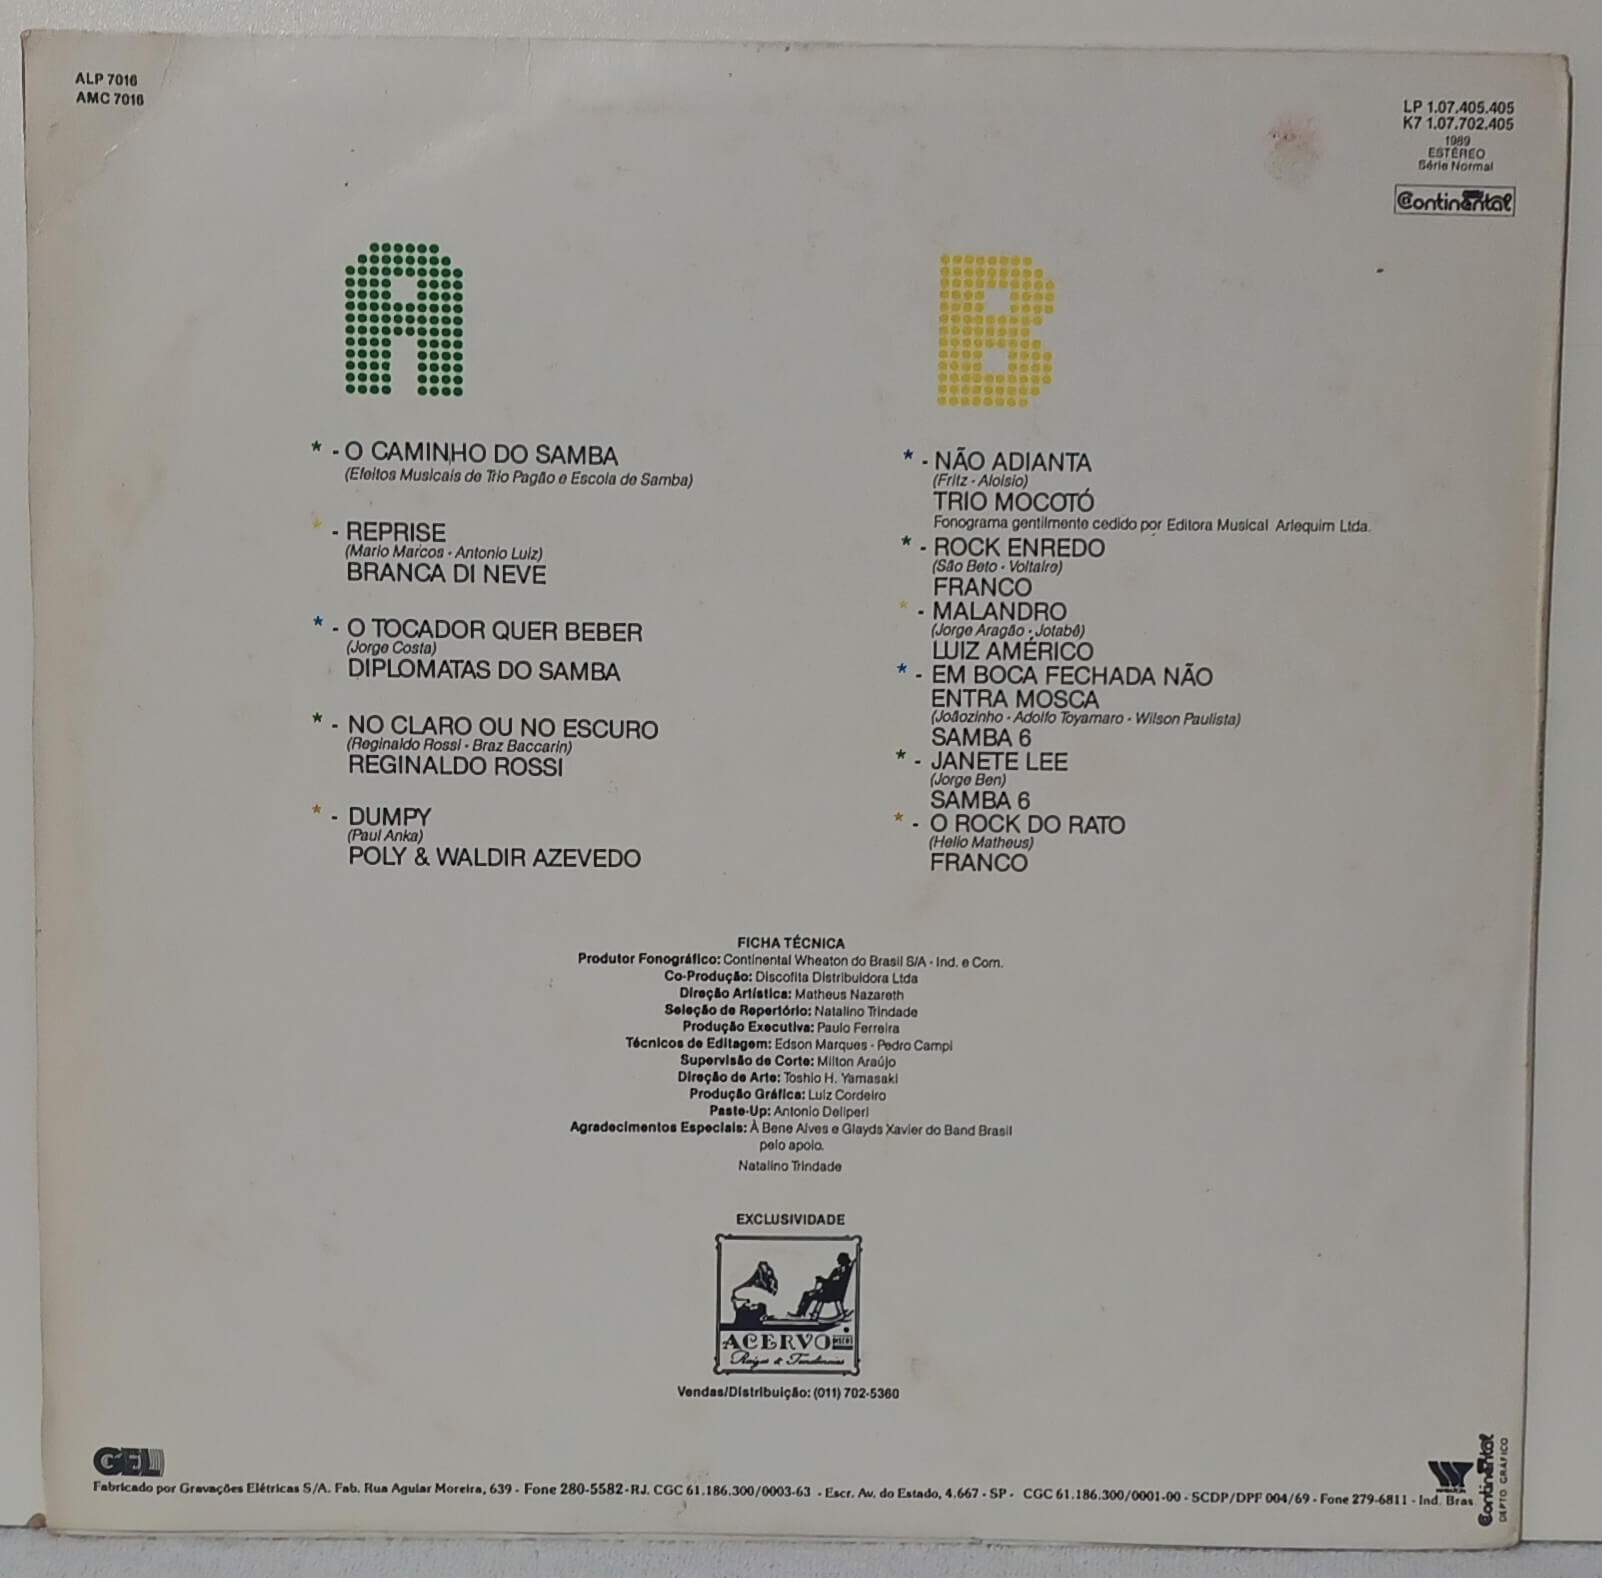 ALP 7016
AMC 7016
LP 1.07.405.405
K7 1.07.702.405
1989
ESTÉREO
Série Normal
Continental
A
* - O CAMINHO DO SAMBA
(Efeitos Musicais de Trio Pagão e Escola de Samba)
* - REPRISE
(Mario Marcos - Antonio Luiz)
BRANCA DI NEVE
* - O TOCADOR QUER BEBER
(Jorge Costa)
DIPLOMATAS DO SAMBA
* - NO CLARO OU NO ESCURO
(Reginaldo Rossi - Braz Baccarin)
REGINALDO ROSSI
* - DUMPY
(Paul Anka)
POLY & WALDIR AZEVEDO
B
* - NÃO ADIANTA
(Fritz - Aloisio)
TRIO MOCOTÓ
Fonograma gentilmente cedido por Editora Musical Arlequim Ltda.
* - ROCK ENREDO
(São Beto - Voltaire)
FRANCO
* - MALANDRO
(Jorge Aragão - Jotabê)
LUIZ AMÉRICO
* - EM BOCA FECHADA NÃO
ENTRA MOSCA
(Joãozinho - Adolfo Toyamaro - Wilson Paulista)
SAMBA 6
* - JANETE LEE
(Jorge Ben)
SAMBA 6
* - O ROCK DO RATO
(Helio Matheus)
FRANCO
FICHA TÉCNICA
Produtor Fonográfico: Continental Wheaton do Brasil S/A - Ind. e Com.
Co-Produção: Discofita Distribuidora Ltda
Direção Artística: Matheus Nazareth
Seleção de Repertório: Natalino Trindade
Produção Executiva: Paulo Ferreira
Técnicos de Editagem: Edson Marques - Pedro Campi
Supervisão de Corte: Milton Araújo
Direção de Arte: Toshio H. Yamasaki
Produção Gráfica: Luiz Cordeiro
Paste-Up: Antonio Deliperi
Agradecimentos Especiais: À Bene Alves e Glayds Xavier do Band Brasil
pelo apoio.
Natalino Trindade
EXCLUSIVIDADE
ACERVO DISCOS
Raízes & Tendências
Vendas/Distribuição: (011) 702-5360
GEL
Fabricado por Gravações Elétricas S/A. Fab. Rua Aguiar Moreira, 639 - Fone 280-5582-RJ. CGC 61.186.300/0003-63 - Escr. Av. do Estado, 4.667 - SP - CGC 61.186.300/0001-00 - SCDP/DPF 004/69 - Fone 279-6811 - Ind. Bras
Continental
DEPTO. GRÁFICO